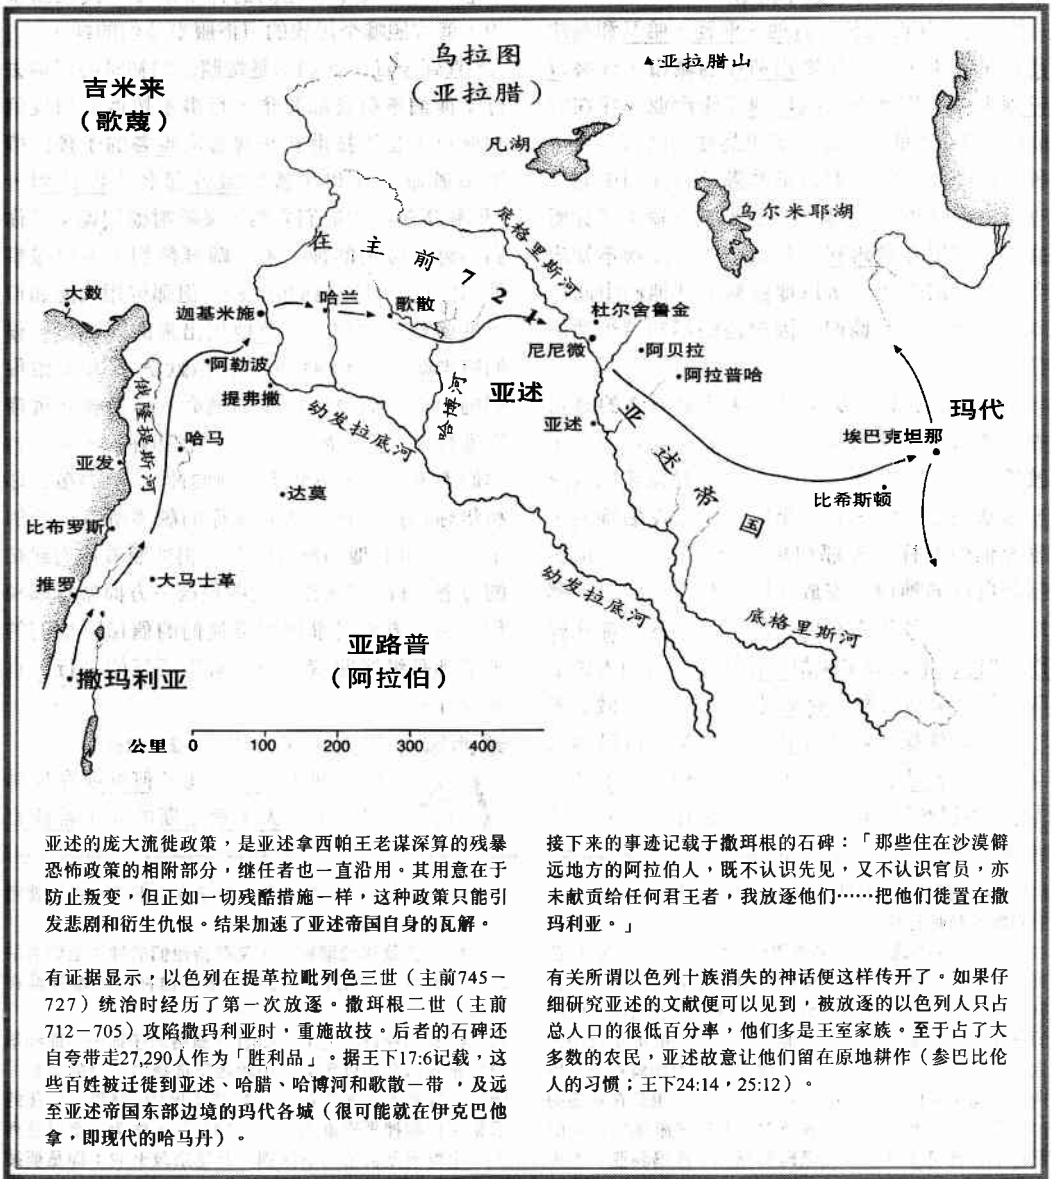 乌拉图
（亚拉腊）
▲亚拉腊山
吉米来
（歌蔑）
凡湖
乌尔米耶湖
底格里斯河
在主前721
大数
迦基米施
哈兰
歌散
杜尔舍鲁金
尼尼微
阿贝拉
阿拉普哈
阿勒波
提弗撒
俄隆提斯河
哈博河
亚述
幼发拉底河
亚述
亚述帝国
玛代
埃巴克坦那
比希斯顿
哈马
亚发
达莫
比布罗斯
推罗
大马士革
幼发拉底河
底格里斯河
撒玛利亚
亚路普
（阿拉伯）
公里 0 100 200 300 400
亚述的庞大流徙政策，是亚述拿西帕王老谋深算的残暴
恐怖政策的相附部分，继任者也一直沿用。其用意在于
防止叛变，但正如一切残酷措施一样，这种政策只能引
发悲剧和衍生仇恨。结果加速了亚述帝国自身的瓦解。
有证据显示，以色列在提革拉毗列色三世（主前745－
727）统治时经历了第一次放逐。撒珥根二世（主前
712－705）攻陷撒玛利亚时，重施故技。后者的石碑还
自夸带走27,290人作为「胜利品」。据王下17:6记载，这
些百姓被迁徙到亚述、哈腊、哈博河和歌散一带，及远
至亚述帝国东部边境的玛代各城（很可能就在伊克巴他
拿，即现代的哈马丹）。
接下来的事迹记载于撒珥根的石碑：「那些住在沙漠僻
远地方的阿拉伯人，既不认识先见，又不认识官员，亦
未献贡给任何君王者，我放逐他们……把他们徙置在撒
玛利亚。」
有关所谓以色列十族消失的神话便这样传开了。如果仔
细研究亚述的文献便可以见到，被放逐的以色列人只占
总人口的很低百分率，他们多是王室家族。至于占了大
多数的农民，亚述故意让他们留在原地耕作（参巴比伦
人的习惯；王下24:14，25:12）。